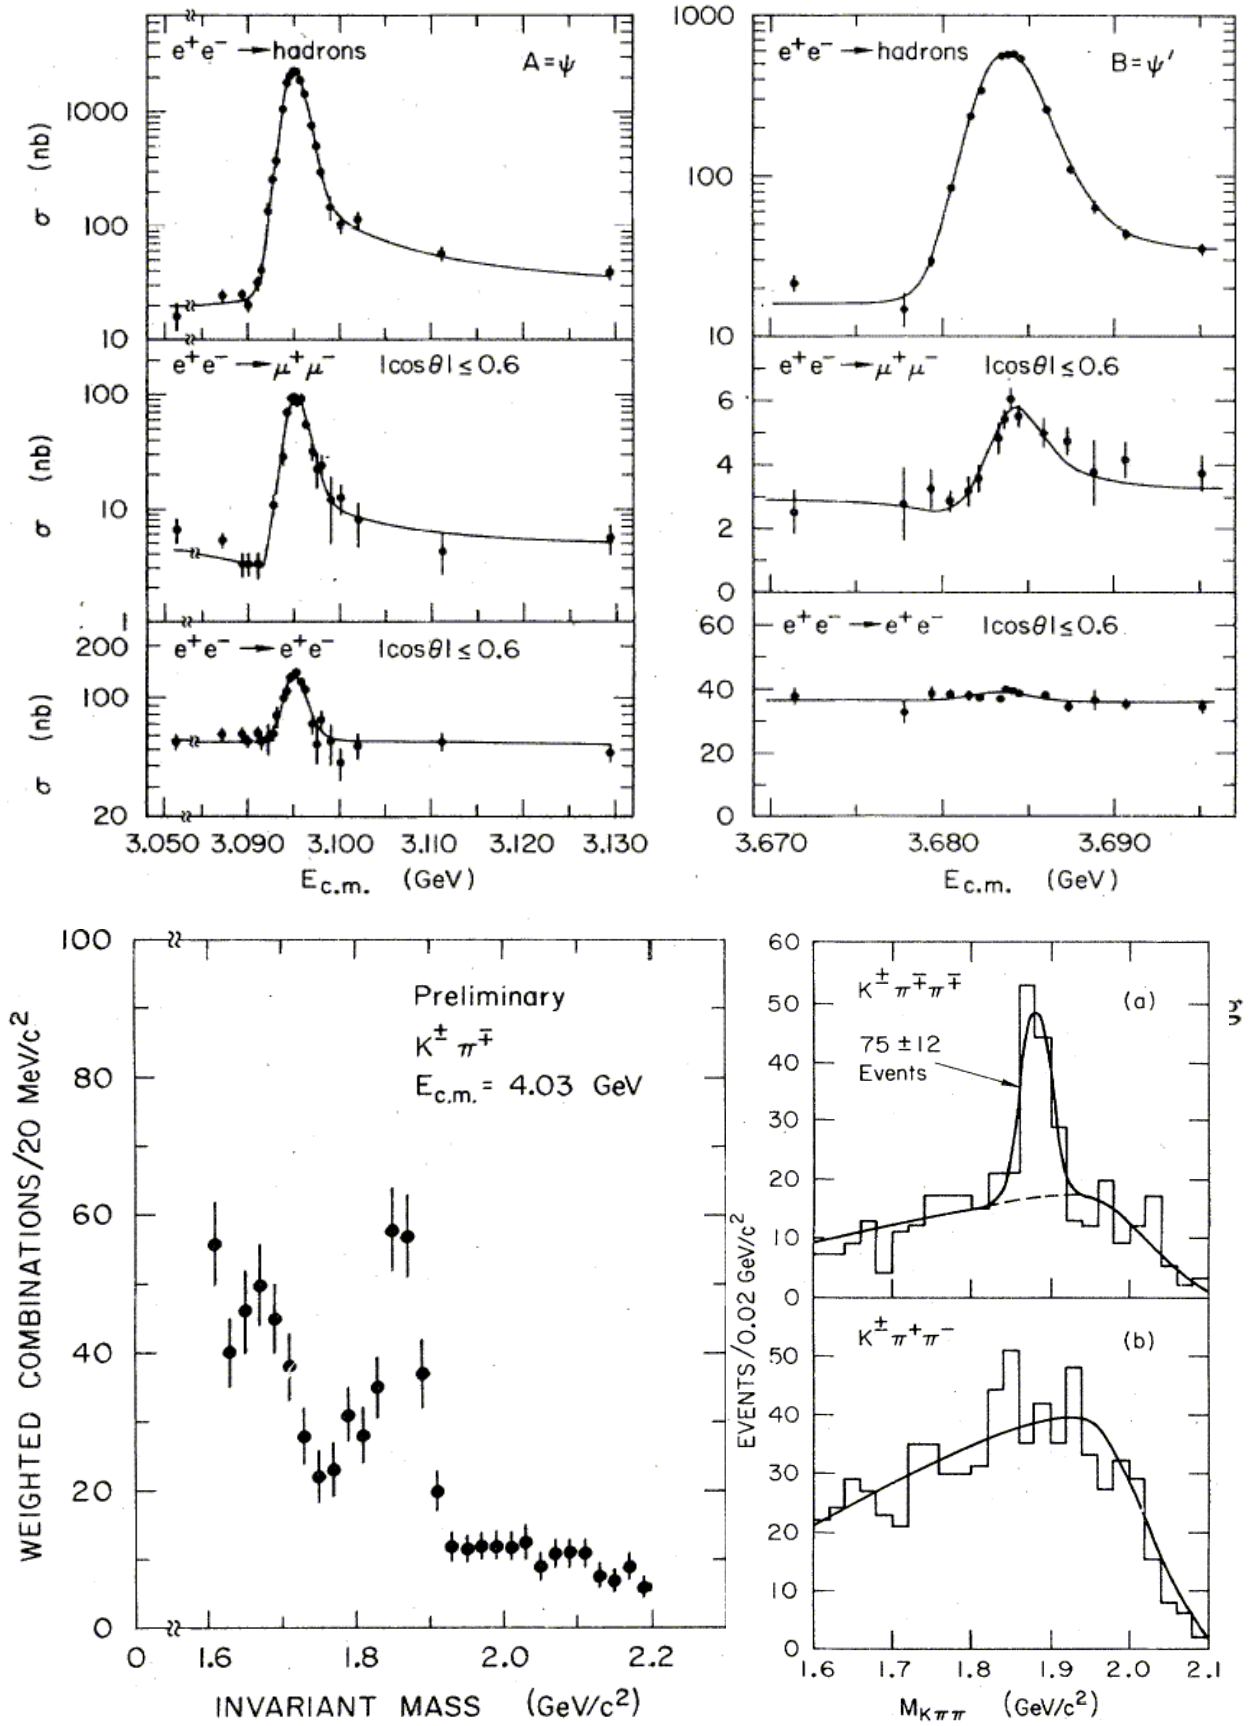 e⁺e⁻ → hadrons
A = ψ
1000
100
10
σ (nb)
e⁺e⁻ → μ⁺ μ⁻
|cosθ| ≤ 0.6
100
10
1
σ (nb)
e⁺e⁻ → e⁺e⁻
|cosθ| ≤ 0.6
200
100
20
σ (nb)
3.050 3.090 3.100 3.110 3.120 3.130
E c.m. (GeV)
e⁺e⁻ → hadrons
B = ψ′
1000
100
10
e⁺e⁻ → μ⁺ μ⁻
|cosθ| ≤ 0.6
6
4
2
0
e⁺e⁻ → e⁺e⁻
|cosθ| ≤ 0.6
60
40
20
0
3.670 3.680 3.690
E c.m. (GeV)
WEIGHTED COMBINATIONS/20 MeV/c²
100
80
60
40
20
0
Preliminary
K± π∓
E c.m. = 4.03 GeV
0 1.6 1.8 2.0 2.2
INVARIANT MASS (GeV/c²)
EVENTS/0.02 GeV/c²
60
50
40
30
20
10
0
K± π∓ π∓
(a)
75 ± 12
Events
K± π⁺ π⁻
(b)
50
40
30
20
10
0
1.6 1.7 1.8 1.9 2.0 2.1
M Kππ (GeV/c²)